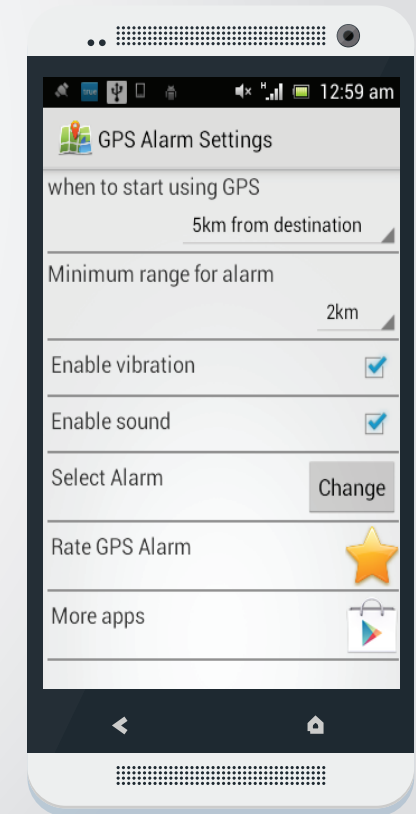 true H 12:59 am
GPS Alarm Settings
when to start using GPS
5km from destination
Minimum range for alarm
2km
Enable vibration
Enable sound
Select Alarm
Change
Rate GPS Alarm
More apps